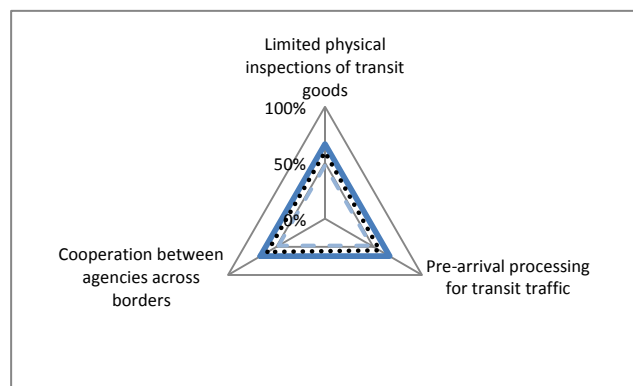 Limited physical
inspections of transit
goods
100%
50%
0%
Cooperation between
agencies across
borders
Pre-arrival processing
for transit traffic